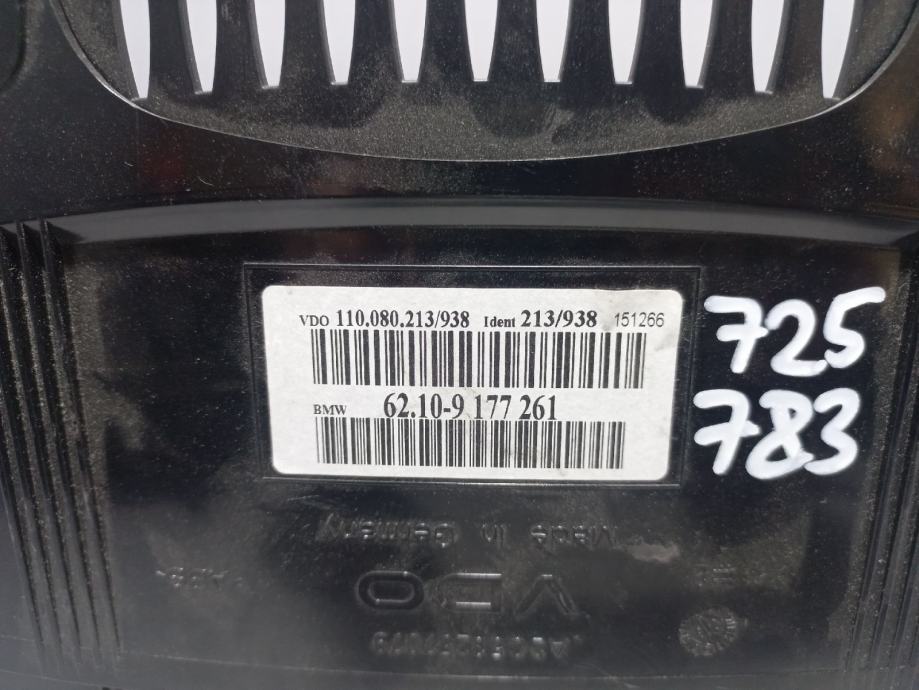 VDO 110.080.213/938 Ident 213/938 151266
BMW 62.10-9 177 261
725
783
Made in Germany
VDO